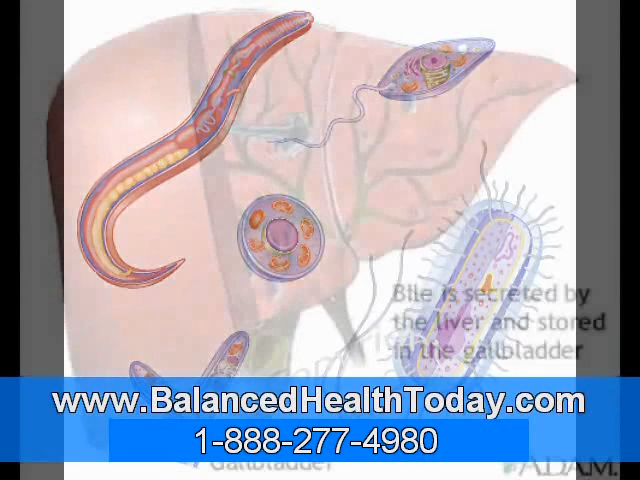 Bile is secreted by
the liver and stored
in the gallbladder
www.BalancedHealthToday.com
1-888-277-4980
Gallbladder
ADAM.